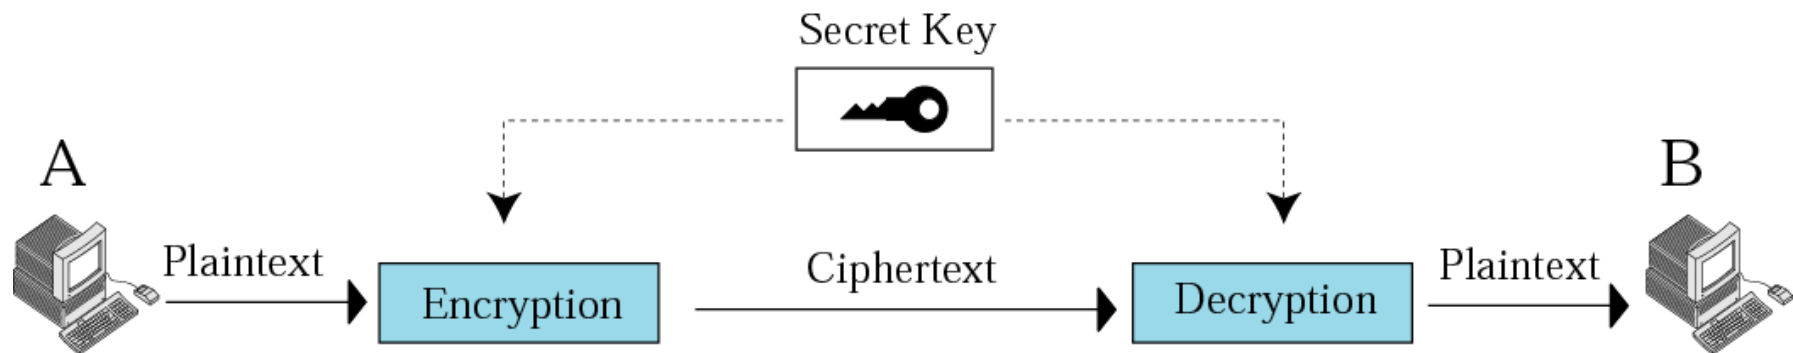 Secret Key
A
B
Plaintext
Encryption
Ciphertext
Decryption
Plaintext